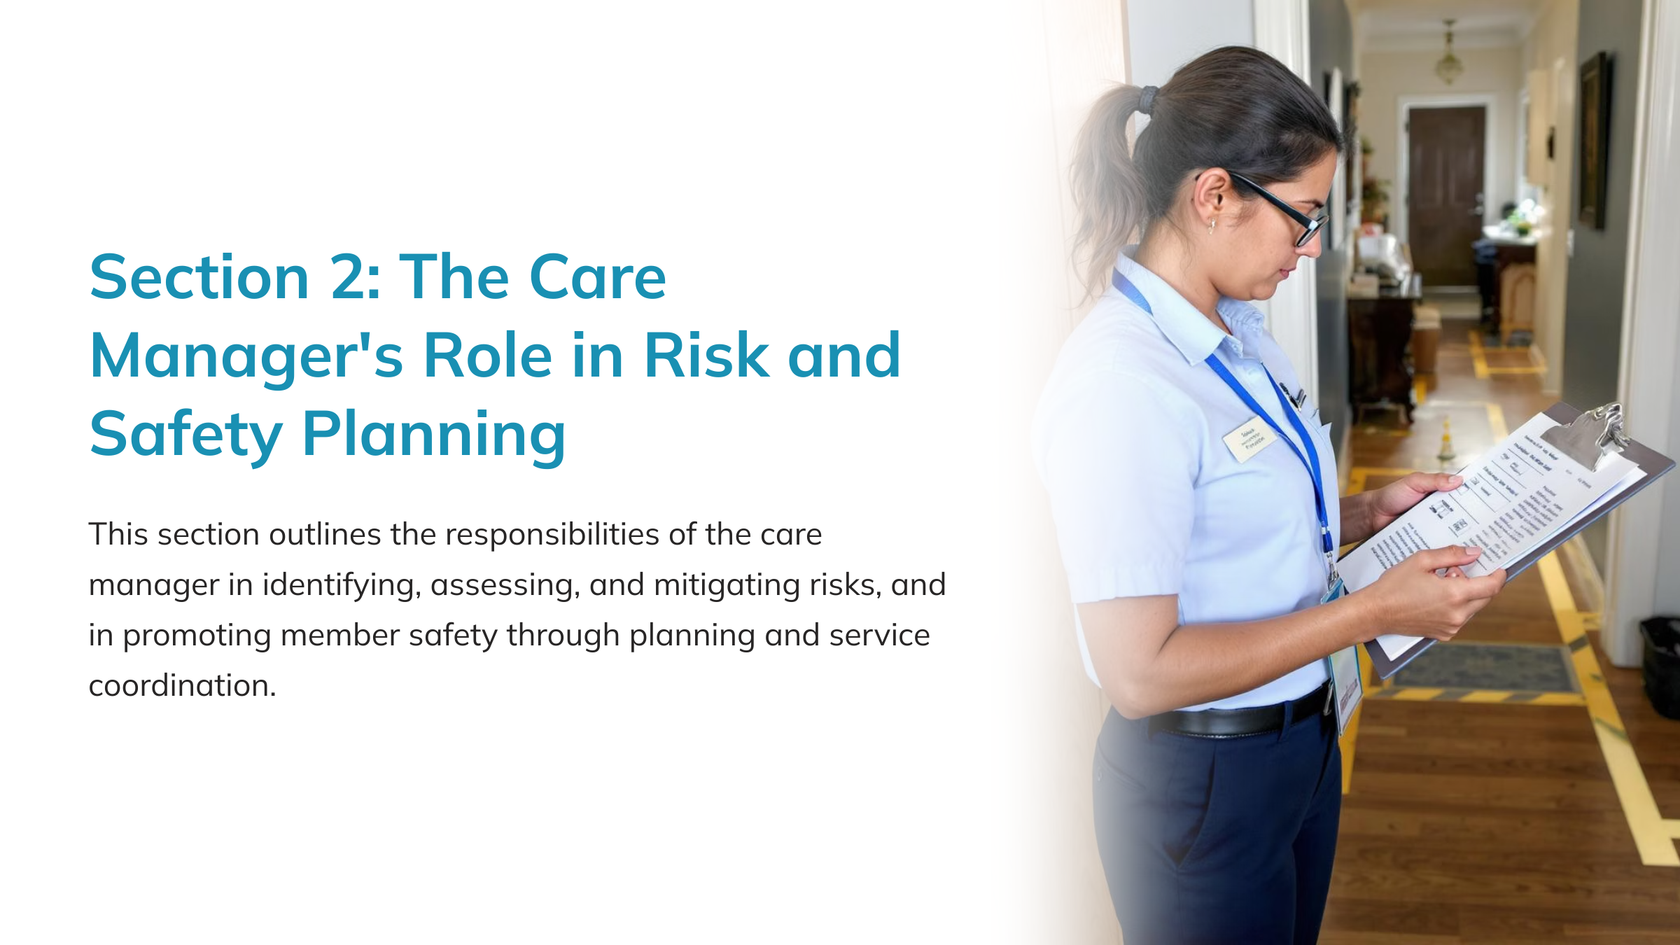 Section 2: The Care
Manager's Role in Risk and
Safety Planning
This section outlines the responsibilities of the care
manager in identifying, assessing, and mitigating risks, and
in promoting member safety through planning and service
coordination.